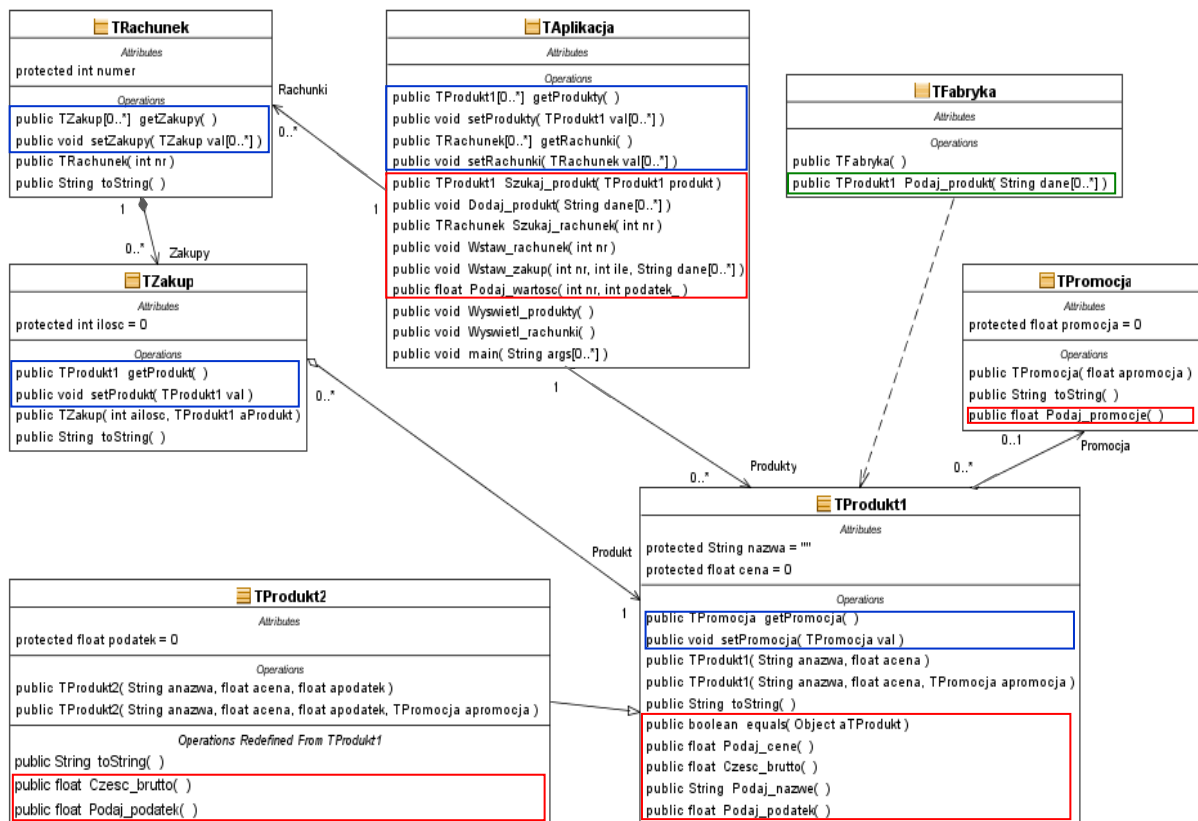 TRachunek
Attributes
protected int numer
Operations
public TZakup[0..*] getZakupy( )
public void setZakupy( TZakup val[0..*] )
public TRachunek( int nr )
public String toString( )
Rachunki
0..*
1
TAplikacja
Attributes
Operations
public TProdukt1[0..*] getProdukty( )
public void setProdukty( TProdukt1 val[0..*] )
public TRachunek[0..*] getRachunki( )
public void setRachunki( TRachunek val[0..*] )
public TProdukt1 Szukaj_produkt( TProdukt1 produkt )
public void Dodaj_produkt( String dane[0..*] )
public TRachunek Szukaj_rachunek( int nr )
public void Wstaw_rachunek( int nr )
public void Wstaw_zakup( int nr, int ile, String dane[0..*] )
public float Podaj_wartosc( int nr, int podatek_ )
public void Wyswietl_produkty( )
public void Wyswietl_rachunki( )
public void main( String args[0..*] )
TFabryka
Attributes
Operations
public TFabryka( )
public TProdukt1 Podaj_produkt( String dane[0..*] )
1
0..*
Zakupy
TZakup
Attributes
protected int ilosc = 0
Operations
public TProdukt1 getProdukt( )
public void setProdukt( TProdukt1 val )
public TZakup( int ailosc, TProdukt1 aProdukt )
public String toString( )
0..*
1
TPromocja
Attributes
protected float promocja = 0
Operations
public TPromocja( float apromocja )
public String toString( )
public float Podaj_promocje( )
0..1
Promocja
0..*
Produkty
0..*
Produkt
1
TProdukt1
Attributes
protected String nazwa = ""
protected float cena = 0
Operations
public TPromocja getPromocja( )
public void setPromocja( TPromocja val )
public TProdukt1( String anazwa, float acena )
public TProdukt1( String anazwa, float acena, TPromocja apromocja )
public String toString( )
public boolean equals( Object aTProdukt )
public float Podaj_cene( )
public float Czesc_brutto( )
public String Podaj_nazwe( )
public float Podaj_podatek( )
TProdukt2
Attributes
protected float podatek = 0
Operations
public TProdukt2( String anazwa, float acena, float apodatek )
public TProdukt2( String anazwa, float acena, float apodatek, TPromocja apromocja )
Operations Redefined From TProdukt1
public String toString( )
public float Czesc_brutto( )
public float Podaj_podatek( )